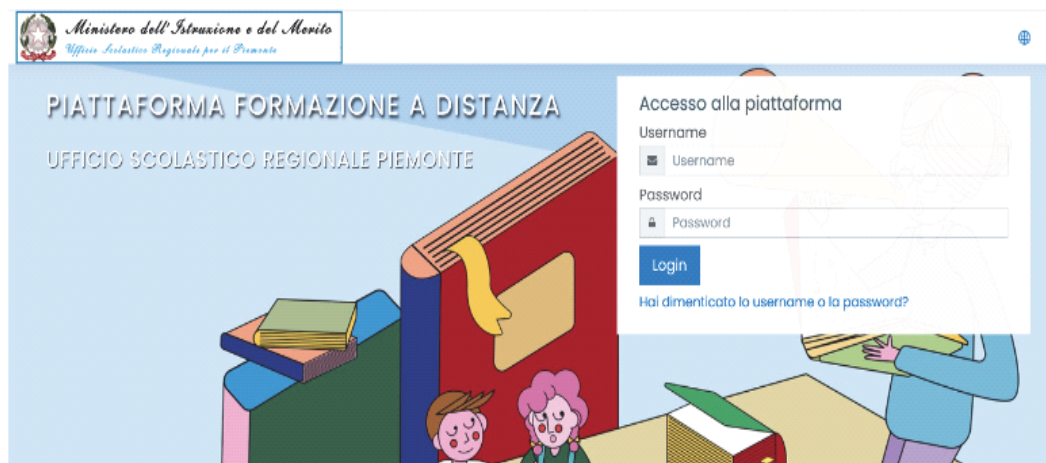 Ministero dell'Istruzione e del Merito
Ufficio Scolastico Regionale per il Piemonte
PIATTAFORMA FORMAZIONE A DISTANZA
UFFICIO SCOLASTICO REGIONALE PIEMONTE
Accesso alla piattaforma
Username
Username
Password
Password
Login
Hai dimenticato lo username o la password?